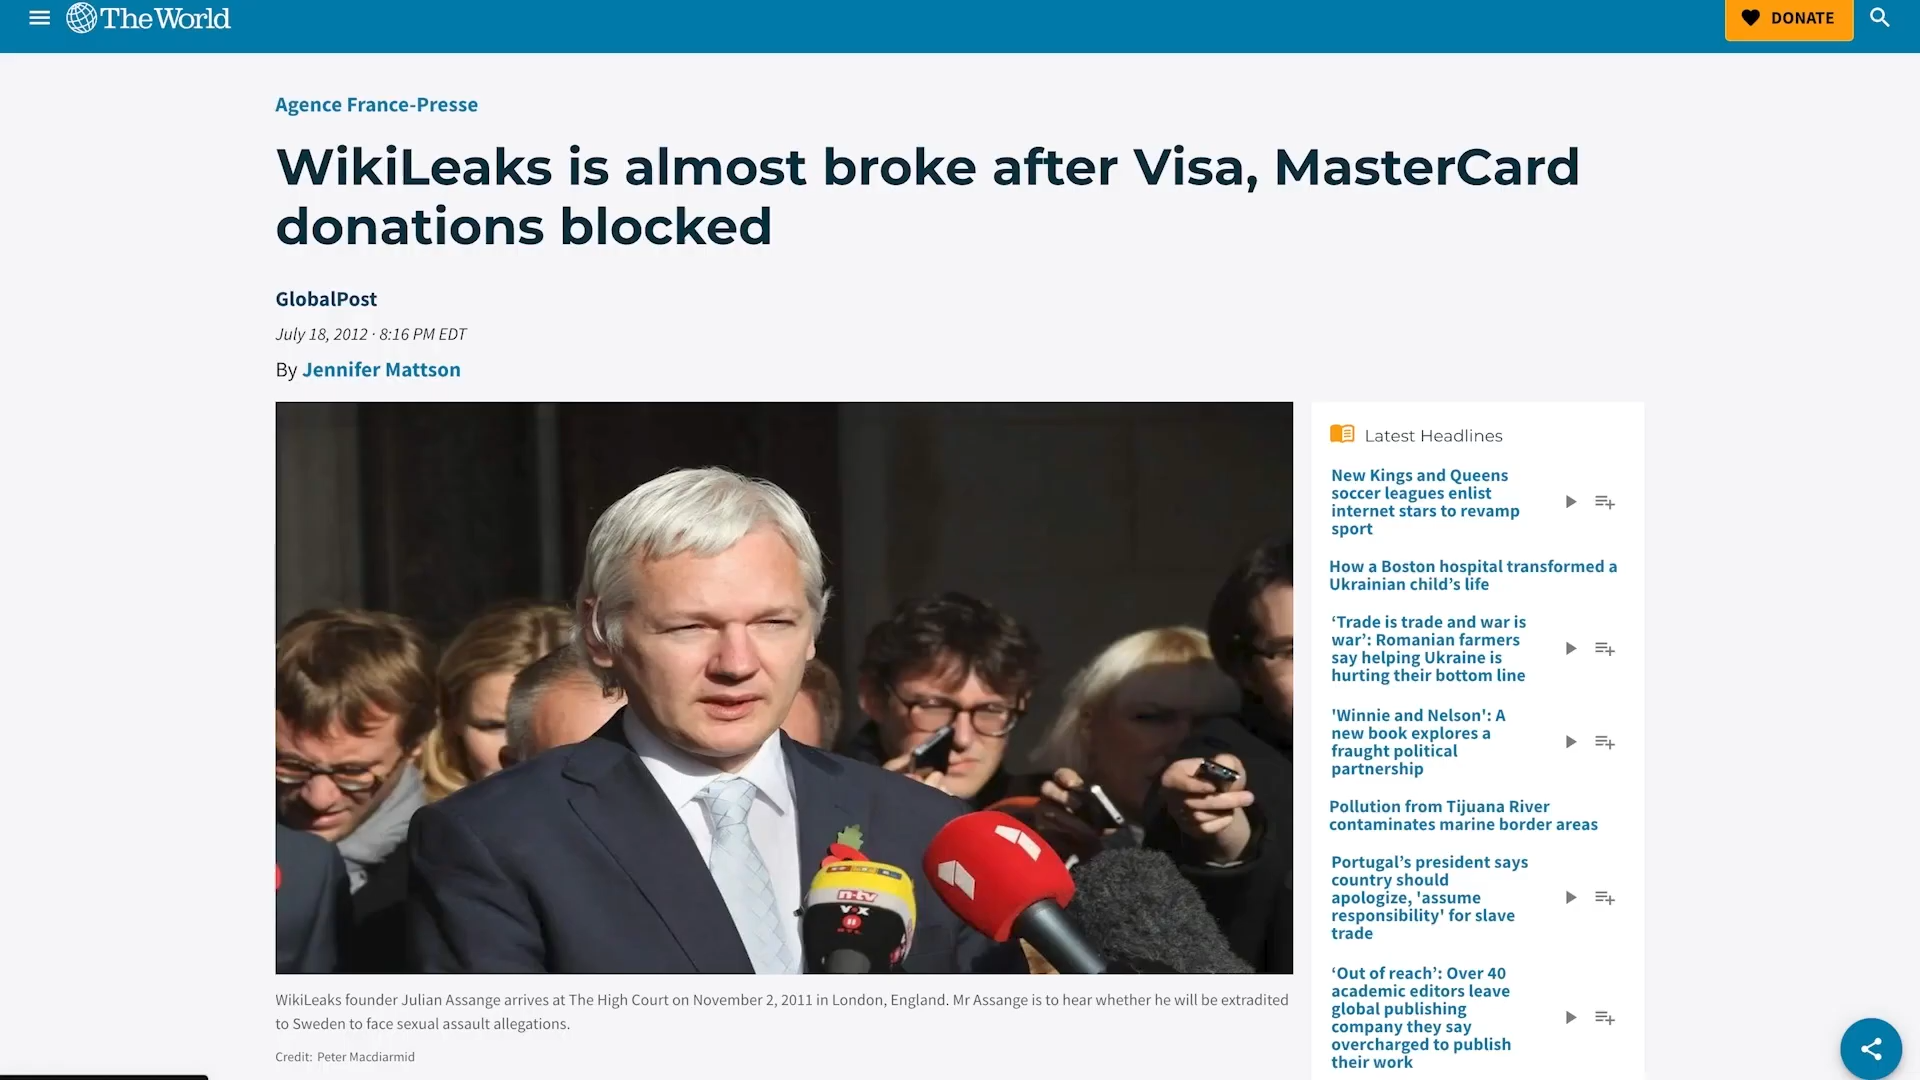 The World
DONATE
Agence France-Presse
WikiLeaks is almost broke after Visa, MasterCard
donations blocked
GlobalPost
July 18, 2012 · 8:16 PM EDT
By Jennifer Mattson
n-tv
VOX
WikiLeaks founder Julian Assange arrives at The High Court on November 2, 2011 in London, England. Mr Assange is to hear whether he will be extradited
to Sweden to face sexual assault allegations.
Credit: Peter Macdiarmid
Latest Headlines
New Kings and Queens
soccer leagues enlist
internet stars to revamp
sport
How a Boston hospital transformed a
Ukrainian child’s life
‘Trade is trade and war is
war’: Romanian farmers
say helping Ukraine is
hurting their bottom line
'Winnie and Nelson': A
new book explores a
fraught political
partnership
Pollution from Tijuana River
contaminates marine border areas
Portugal’s president says
country should
apologize, 'assume
responsibility' for slave
trade
‘Out of reach’: Over 40
academic editors leave
global publishing
company they say
overcharged to publish
their work